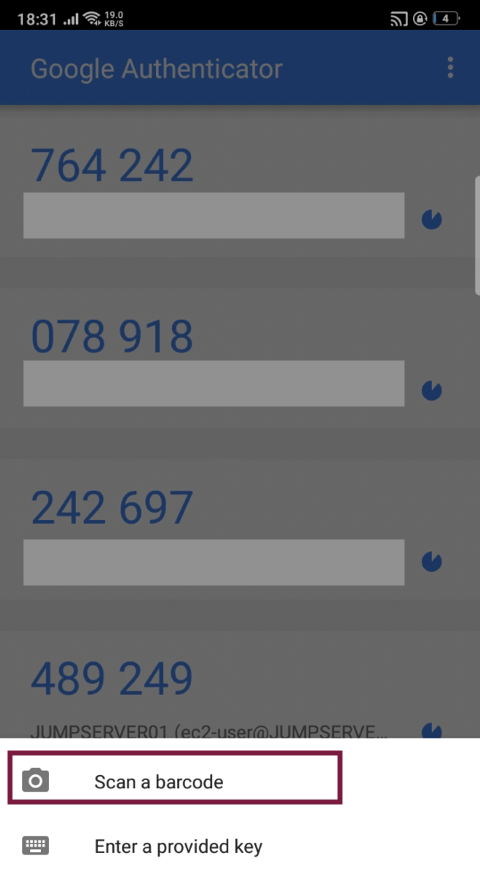 18:31 19.0 KB/S 4
Google Authenticator
764 242
078 918
242 697
489 249
JUMPSERVER01 (ec2-user@JUMPSERVE...
Scan a barcode
Enter a provided key